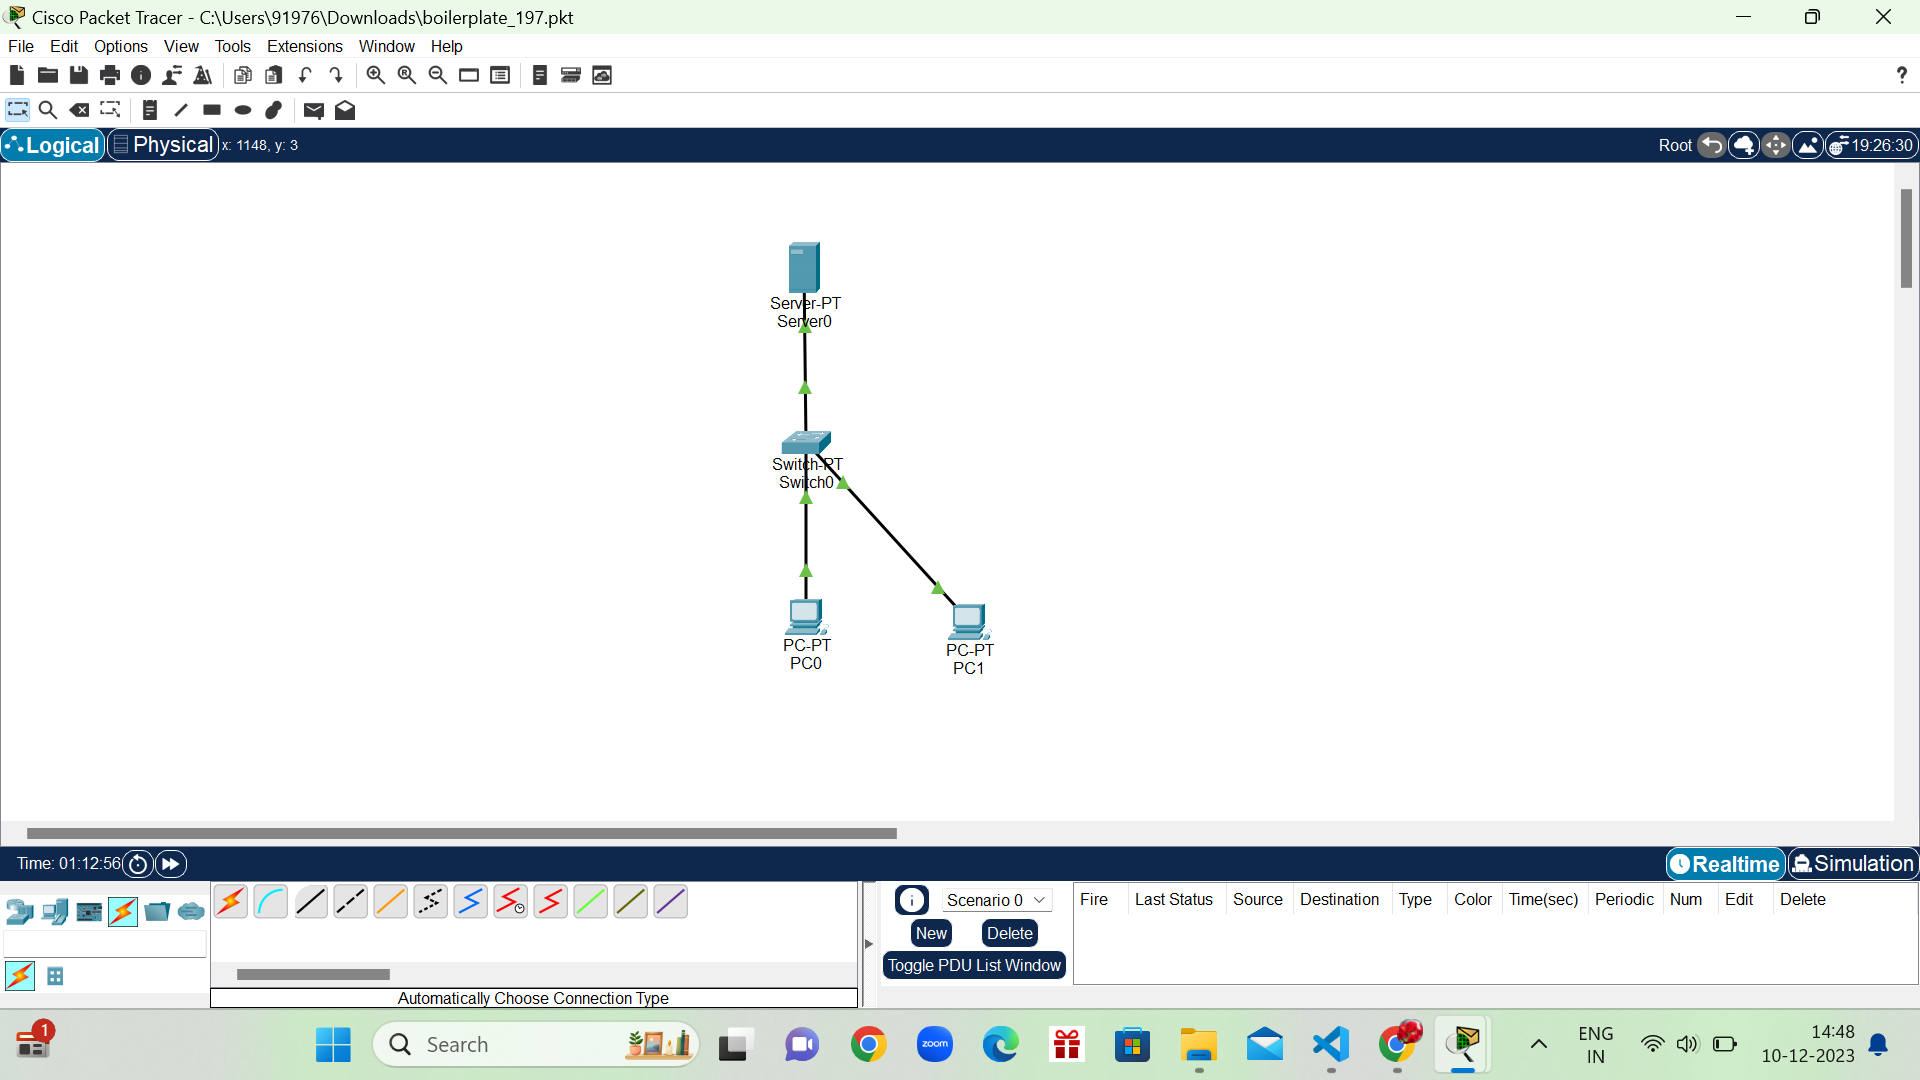 Cisco Packet Tracer - C:\Users\91976\Downloads\boilerplate_197.pkt
File Edit Options View Tools Extensions Window Help
?
Logical Physical x: 1148, y: 3 Root 19:26:30
Server-PT
Server0
Switch-PT
Switch0
PC-PT
PC0
PC-PT
PC1
Time: 01:12:56 Realtime Simulation
Scenario 0
New Delete
Toggle PDU List Window
Fire Last Status Source Destination Type Color Time(sec) Periodic Num Edit Delete
Automatically Choose Connection Type
1
Search
zoom
ENG
IN
14:48
10-12-2023